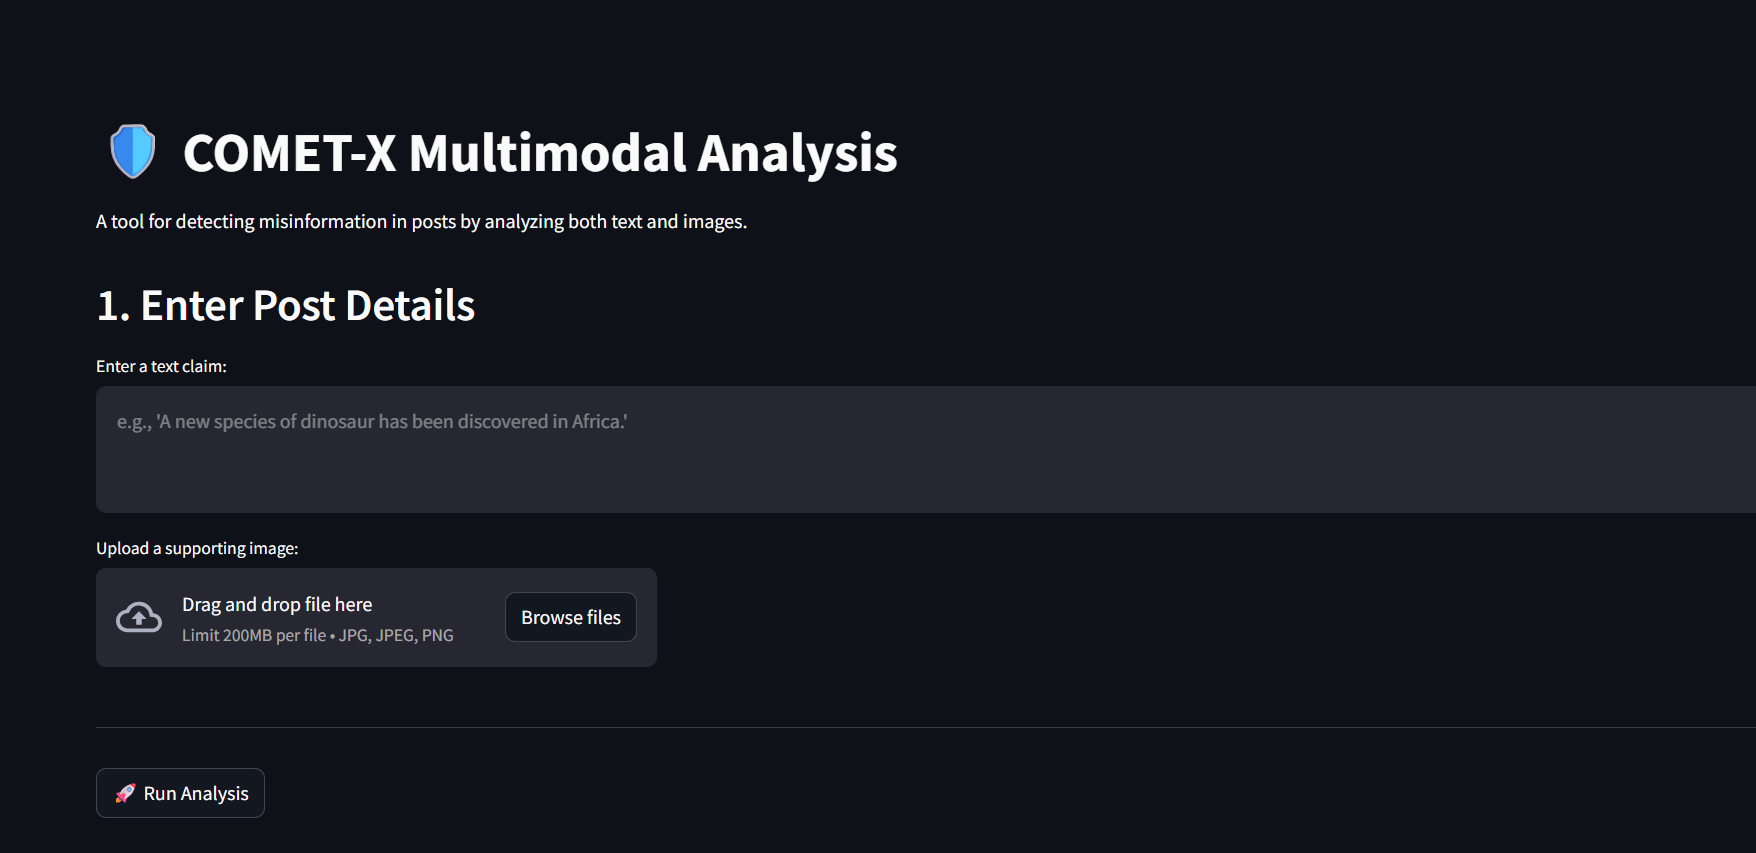 COMET-X Multimodal Analysis
A tool for detecting misinformation in posts by analyzing both text and images.
1. Enter Post Details
Enter a text claim:
e.g., 'A new species of dinosaur has been discovered in Africa.'
Upload a supporting image:
Drag and drop file here
Limit 200MB per file • JPG, JPEG, PNG
Browse files
Run Analysis